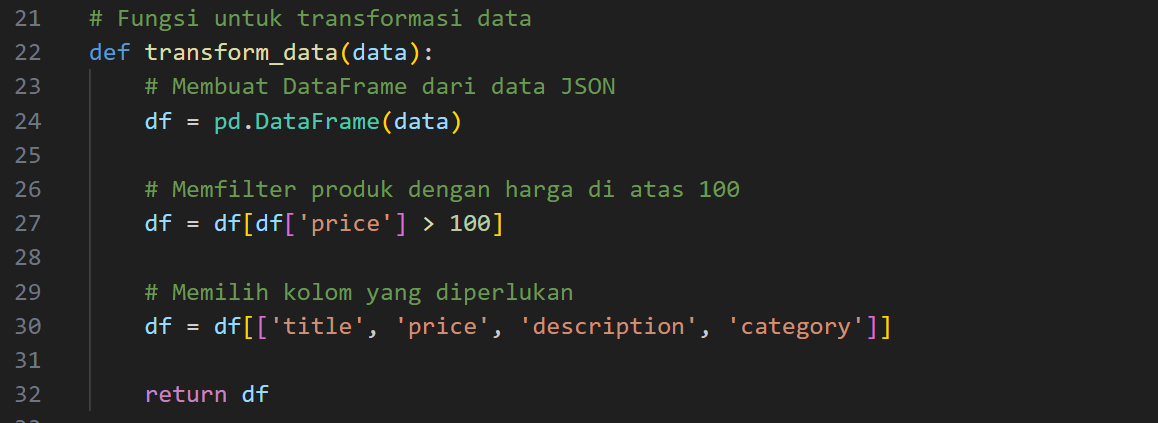 21 # Fungsi untuk transformasi data
22 def transform_data(data):
23     # Membuat DataFrame dari data JSON
24     df = pd.DataFrame(data)
25
26     # Memfilter produk dengan harga di atas 100
27     df = df[df['price'] > 100]
28
29     # Memilih kolom yang diperlukan
30     df = df[['title', 'price', 'description', 'category']]
31
32     return df